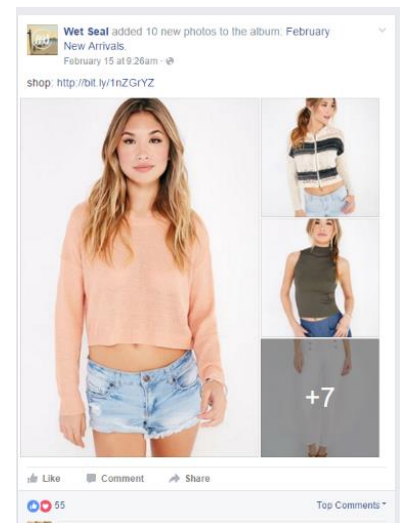 Wet Seal added 10 new photos to the album: February
New Arrivals.
February 15 at 9:26am ·
shop: http://bit.ly/1nZGrYZ
+7
Like Comment Share
55 Top Comments